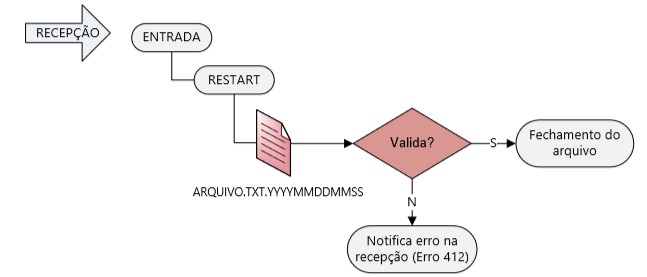 RECEPÇÃO
ENTRADA
RESTART
ARQUIVO.TXT.YYYYMMDDMMSS
Valida?
S
Fechamento do
arquivo
N
Notifica erro na
recepção (Erro 412)